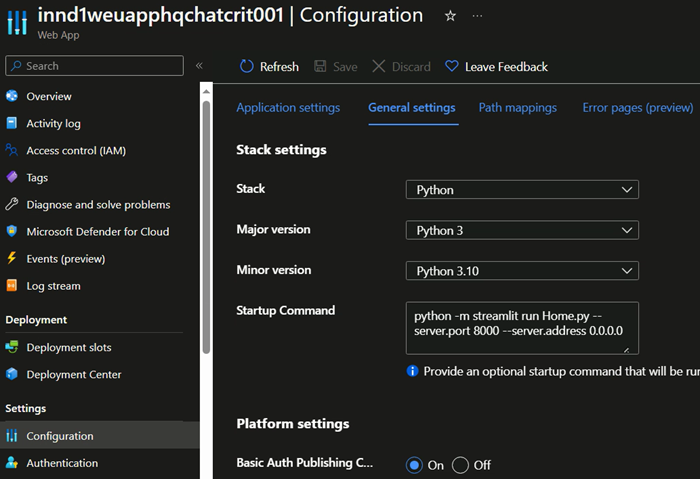 innd1weuapphqchatcrit001 | Configuration
Web App
Search
Refresh Save Discard Leave Feedback
Overview
Activity log
Access control (IAM)
Tags
Diagnose and solve problems
Microsoft Defender for Cloud
Events (preview)
Log stream
Deployment
Deployment slots
Deployment Center
Settings
Configuration
Authentication
Application settings General settings Path mappings Error pages (preview)
Stack settings
Stack Python
Major version Python 3
Minor version Python 3.10
Startup Command
python -m streamlit run Home.py --
server.port 8000 --server.address 0.0.0.0
Provide an optional startup command that will be run
Platform settings
Basic Auth Publishing C... On Off